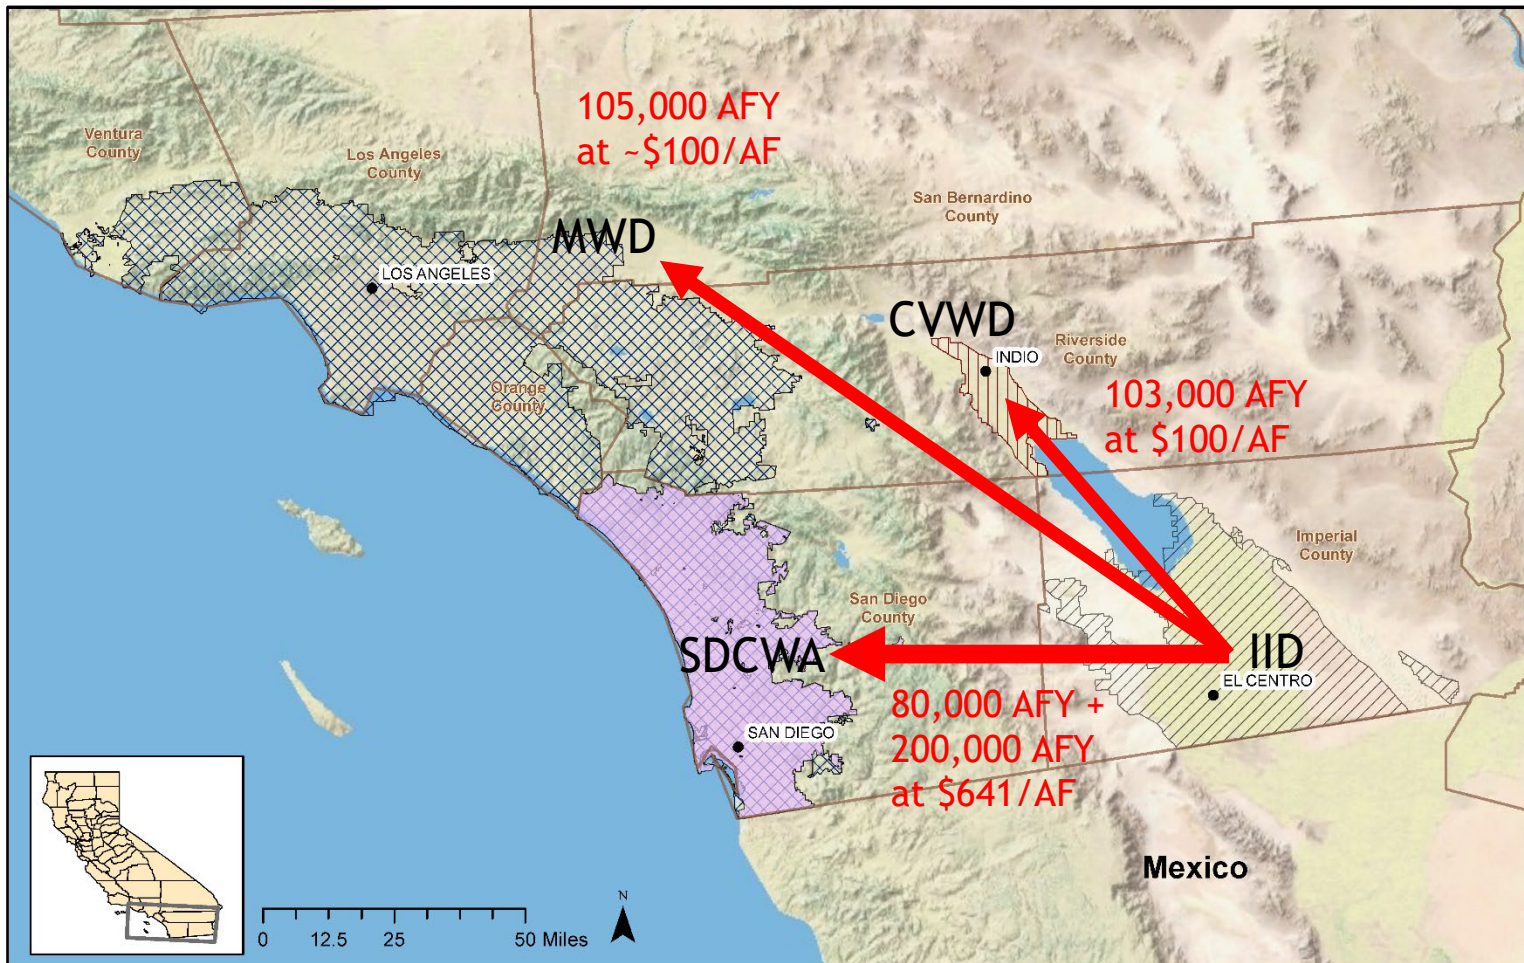 105,000 AFY
at ~$100/AF
Ventura
County
Los Angeles
County
San Bernardino
County
MWD
LOS ANGELES
CVWD
Riverside
County
INDIO
Orange
County
103,000 AFY
at $100/AF
Imperial
County
San Diego
County
SDCWA
IID
EL CENTRO
80,000 AFY +
200,000 AFY
at $641/AF
SAN DIEGO
Mexico
N
0 12.5 25 50 Miles